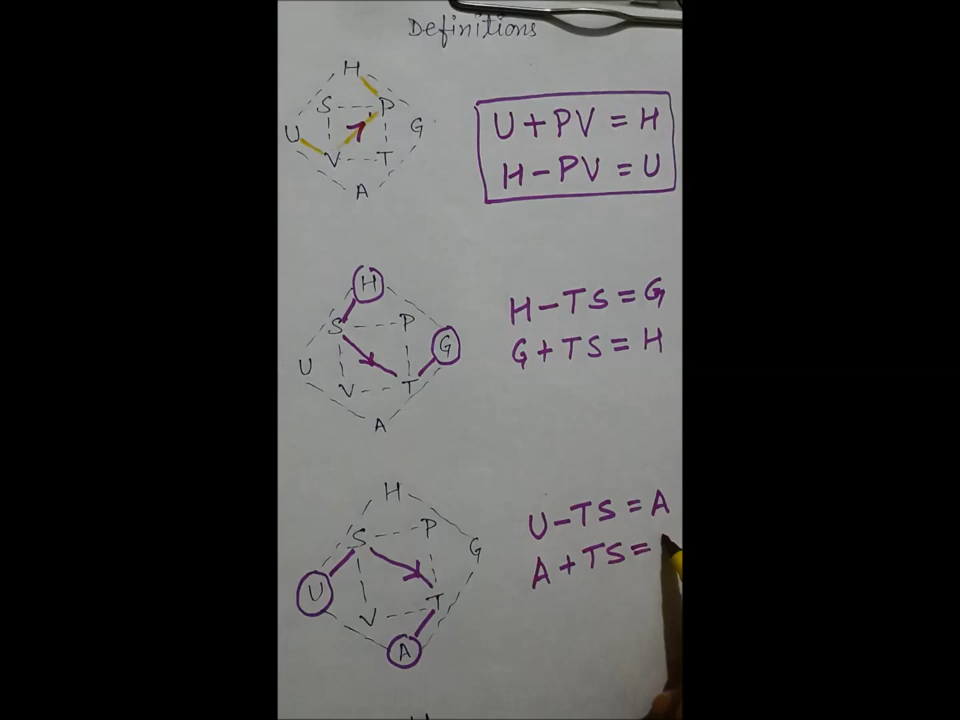 Definitions
H
S P
U G
V T
A
U + PV = H
H - PV = U
H
S P
G
U
V T
A
H - TS = G
G + TS = H
H
S P
G
U T
V
A
U - TS = A
A + TS =